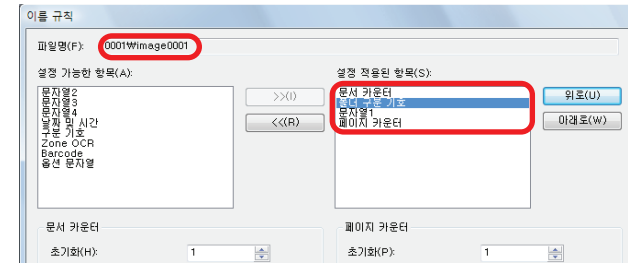 이름 규칙
파일명(F): 0001₩image0001
설정 가능한 항목(A):
문자열2
문자열3
문자열4
날짜 및 시간
구분 기호
Zone OCR
Barcode
옵션 문자열
>>(I)
<<(R)
설정 적용된 항목(S):
문서 카운터
폴더 구분 기호
문자열1
페이지 카운터
위로(U)
아래로(W)
문서 카운터
초기화(H): 1
페이지 카운터
초기화(P): 1